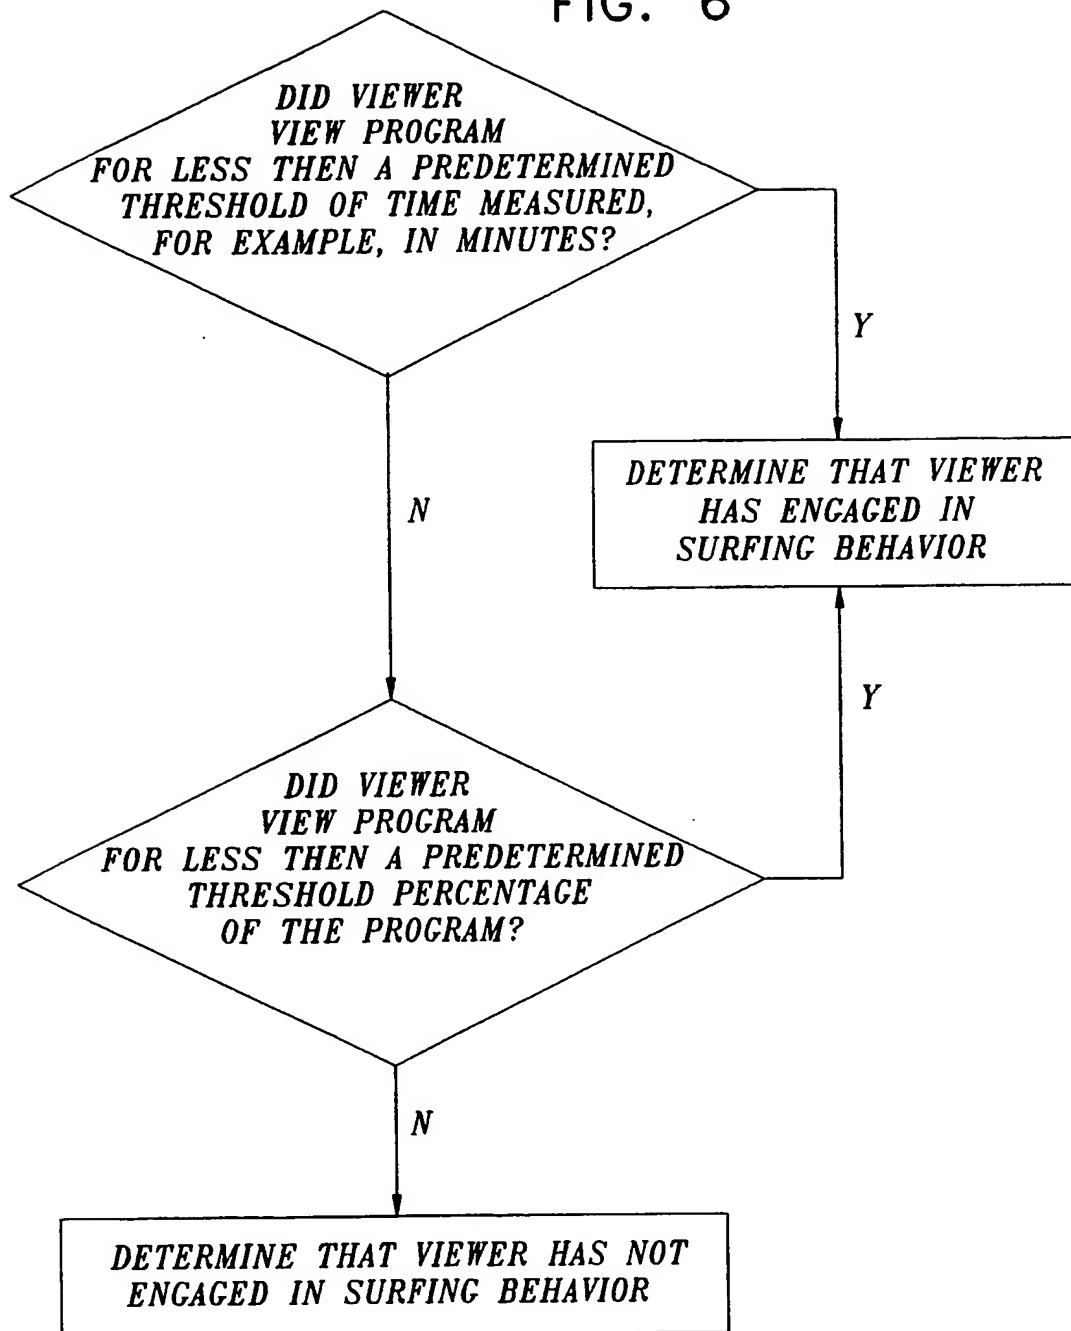 FIG. 6
DID VIEWER
VIEW PROGRAM
FOR LESS THEN A PREDETERMINED
THRESHOLD OF TIME MEASURED,
FOR EXAMPLE, IN MINUTES?
Y
DETERMINE THAT VIEWER
HAS ENGAGED IN
SURFING BEHAVIOR
N
Y
DID VIEWER
VIEW PROGRAM
FOR LESS THEN A PREDETERMINED
THRESHOLD PERCENTAGE
OF THE PROGRAM?
N
DETERMINE THAT VIEWER HAS NOT
ENGAGED IN SURFING BEHAVIOR